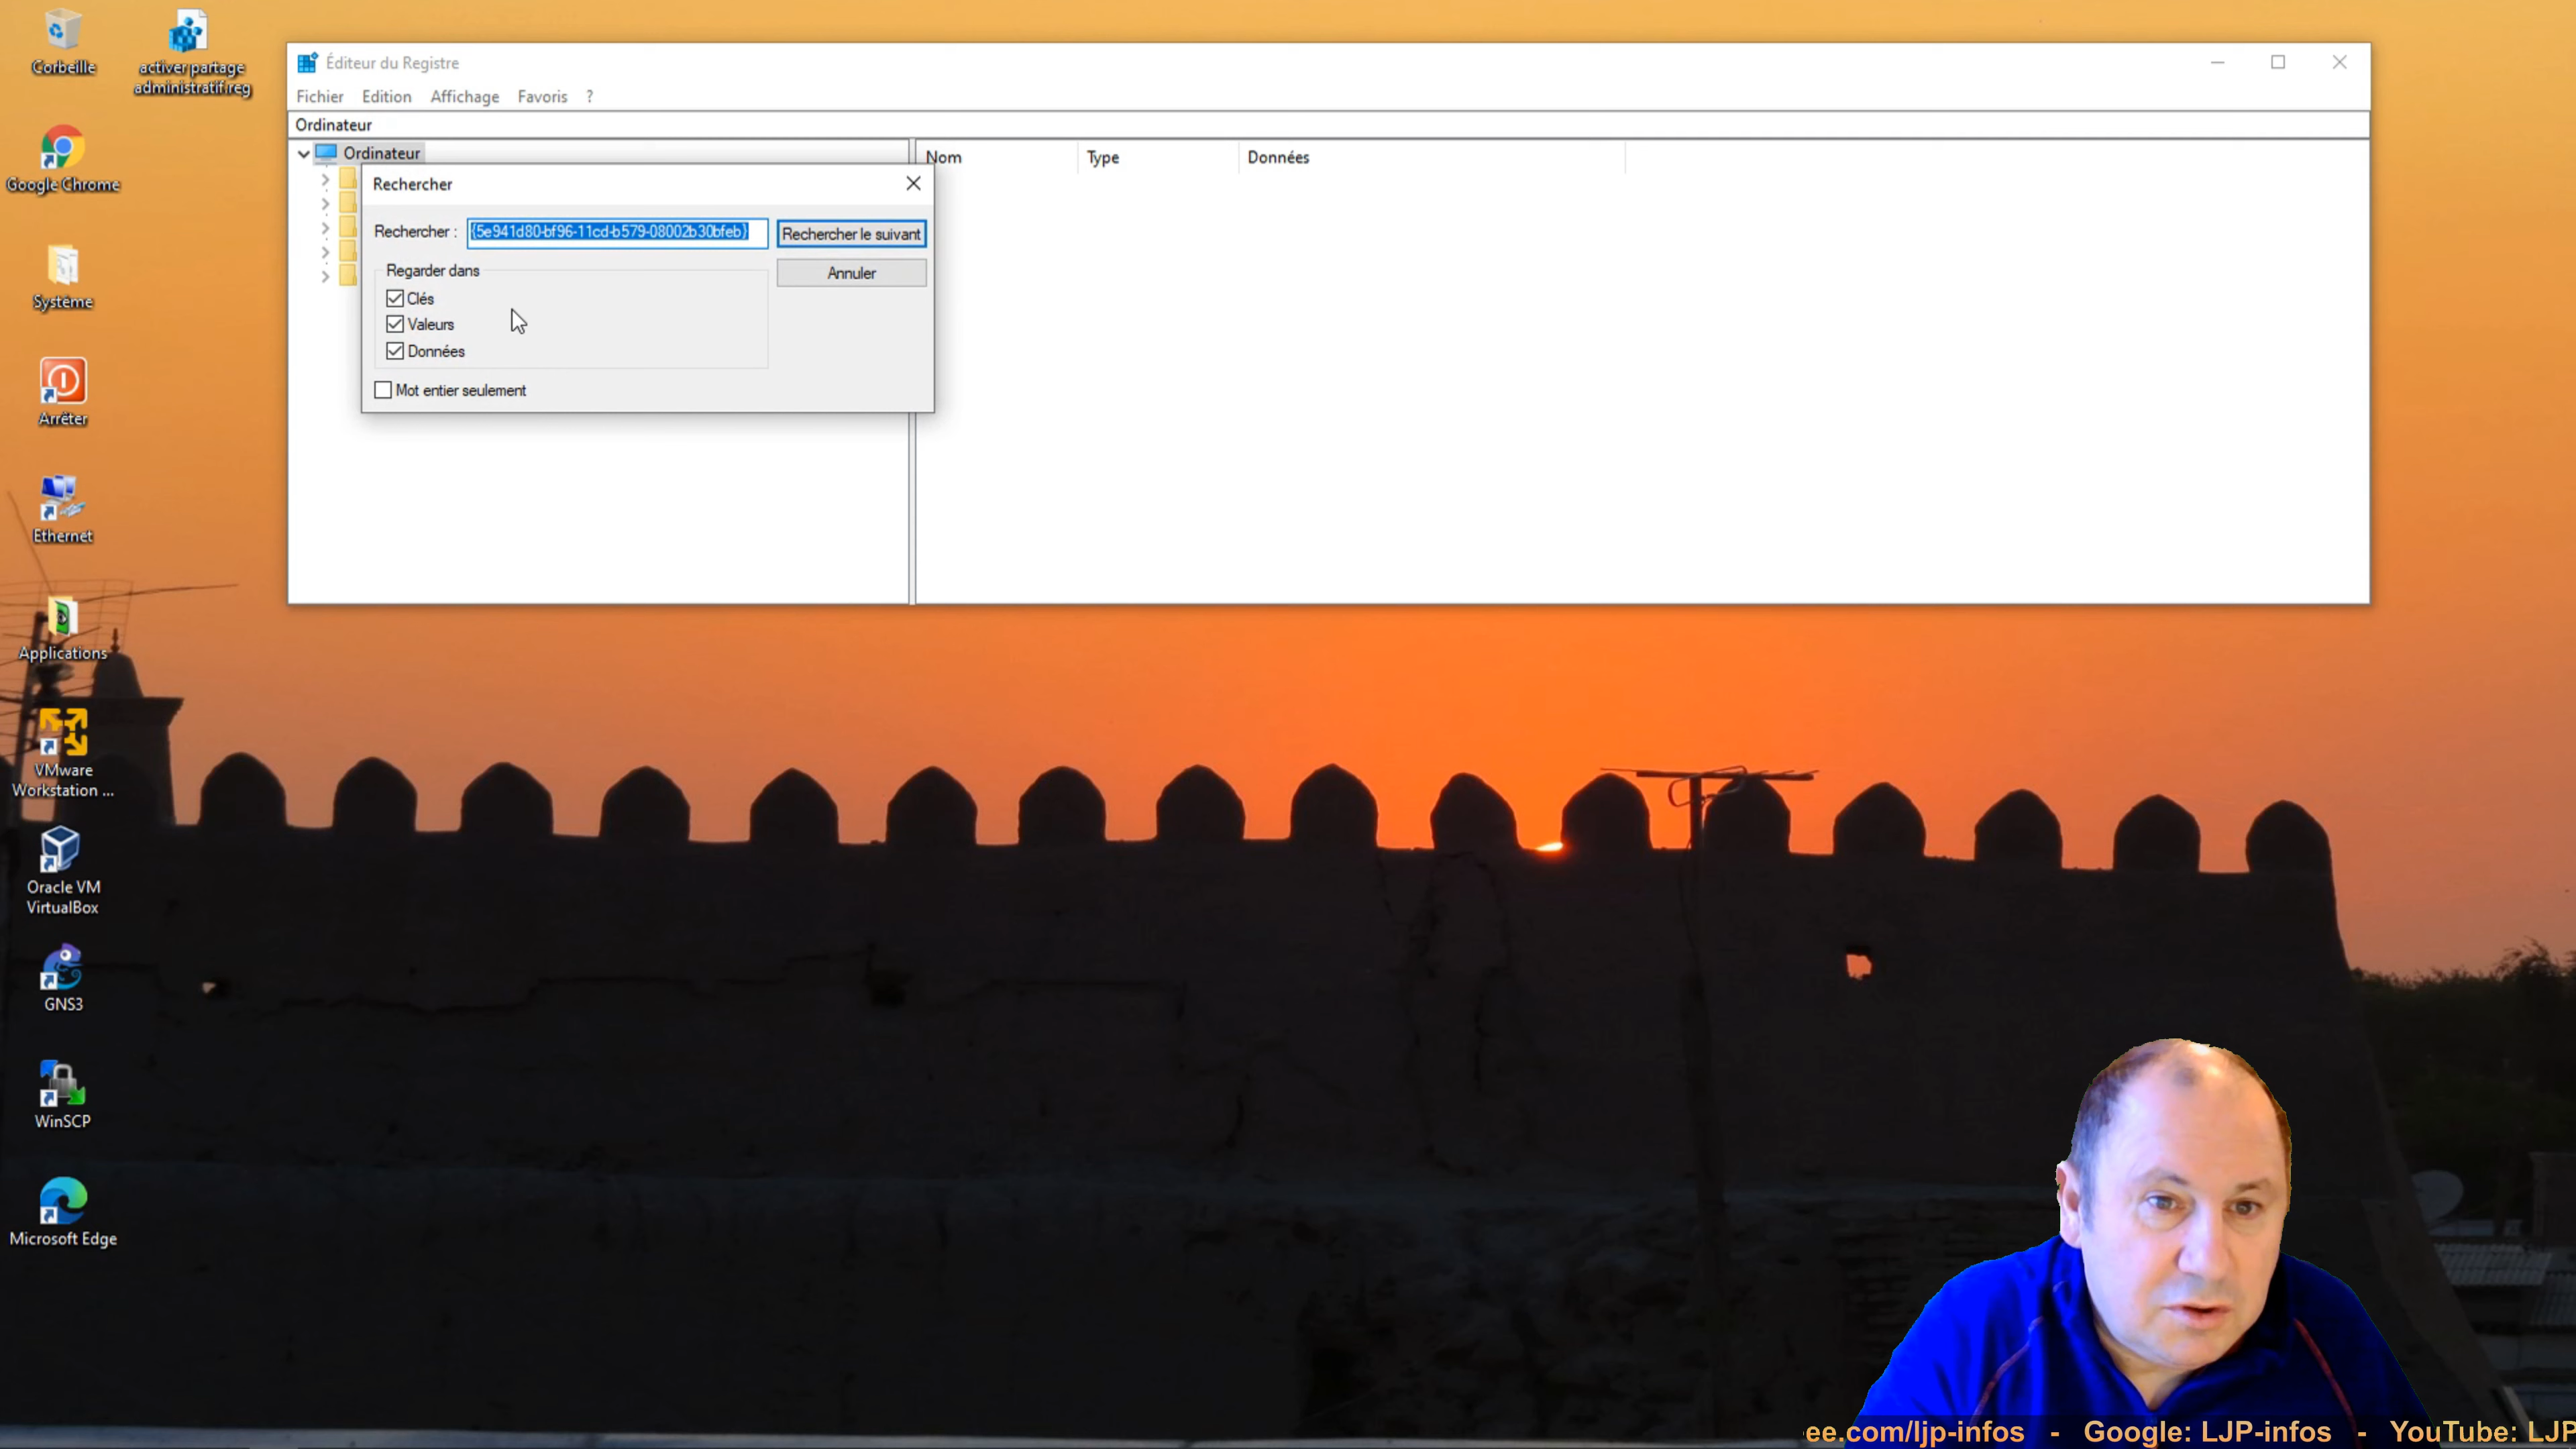 Corbeille
activer partage
administratif.reg
Google Chrome
Système
Arrêter
Ethernet
Applications
VMware
Workstation ...
Oracle VM
VirtualBox
GNS3
WinSCP
Microsoft Edge
Éditeur du Registre
Fichier Edition Affichage Favoris ?
Ordinateur
Ordinateur
Nom Type Données
Rechercher
Rechercher : {5e941d80-bf96-11cd-b579-08002b30bfeb} Rechercher le suivant
Annuler
Regarder dans
Clés
Valeurs
Données
Mot entier seulement
ee.com/ljp-infos - Google: LJP-infos - YouTube: LJP